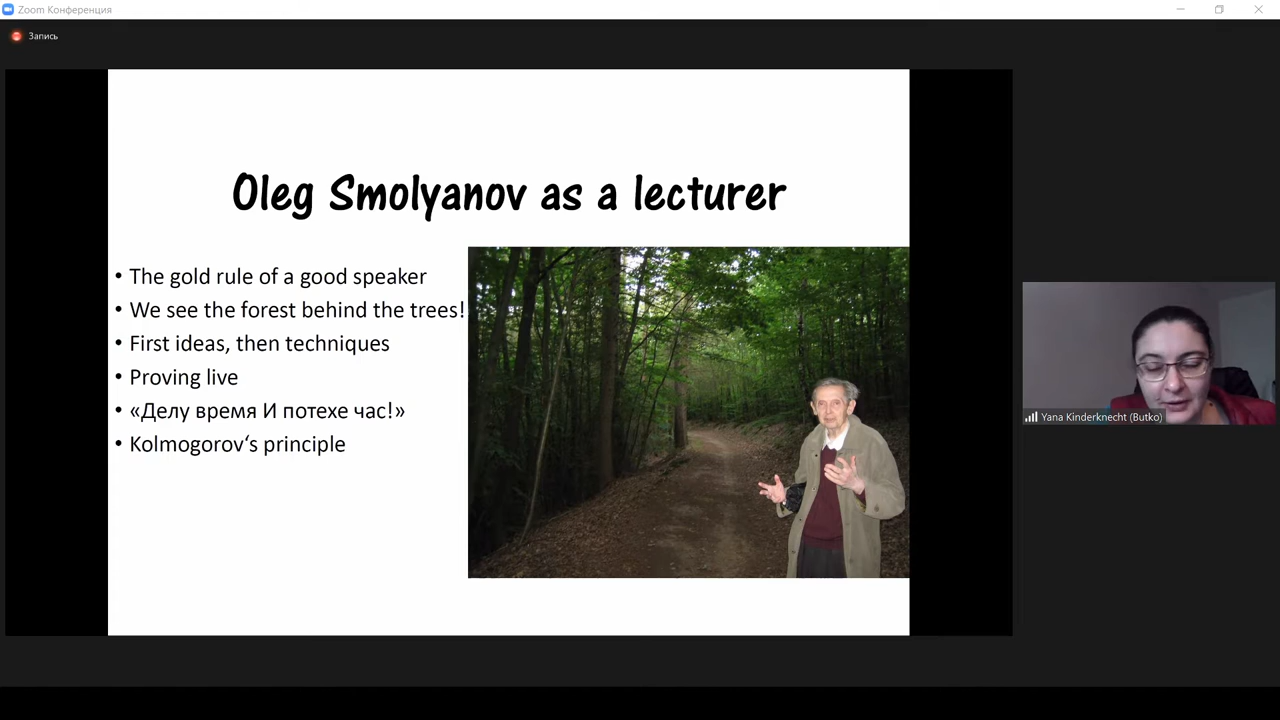 Zoom Конференция
Запись
Oleg Smolyanov as a lecturer
• The gold rule of a good speaker
• We see the forest behind the trees!
• First ideas, then techniques
• Proving live
• «Делу время И потехе час!»
• Kolmogorov‘s principle
Yana Kinderknecht (Butko)